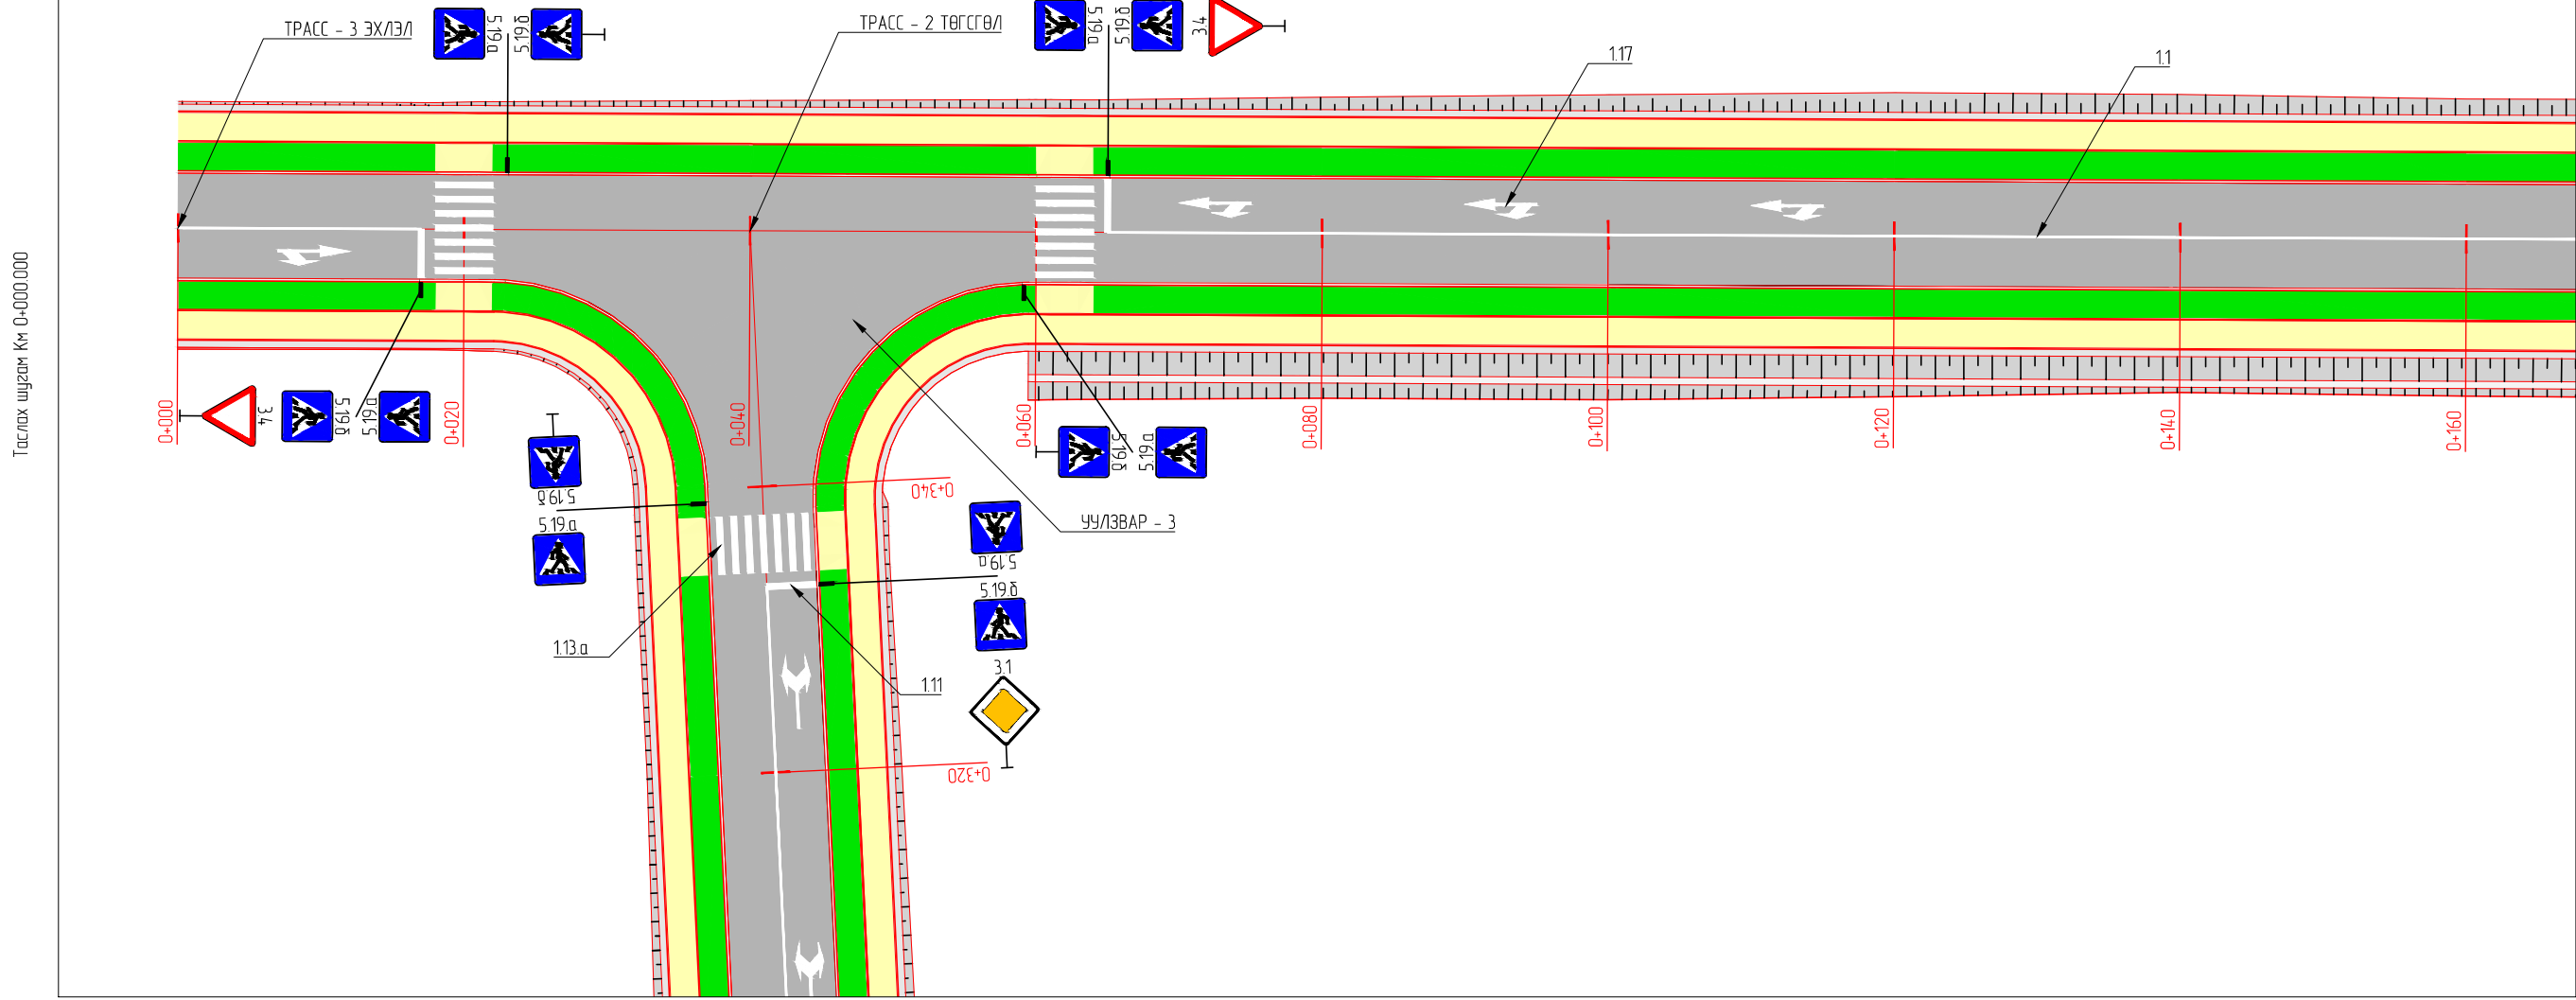 ТРАСС - 3 ЭХЛЭЛ
5.19.а
5.19.б
ТРАСС - 2 ТӨГСГӨЛ
5.19.а
5.19.б
3.4
1.17
1.1
Таслах шугам Км 0+000.000
0+000
3.4
5.19.б
5.19.а
0+020
0+040
0+060
0+080
0+100
0+120
0+140
0+160
5.19.б
5.19.а
5.19.б
5.19.а
0+340
УУЛЗВАР - 3
5.19.а
5.19.б
1.13.а
1.11
3.1
0+320